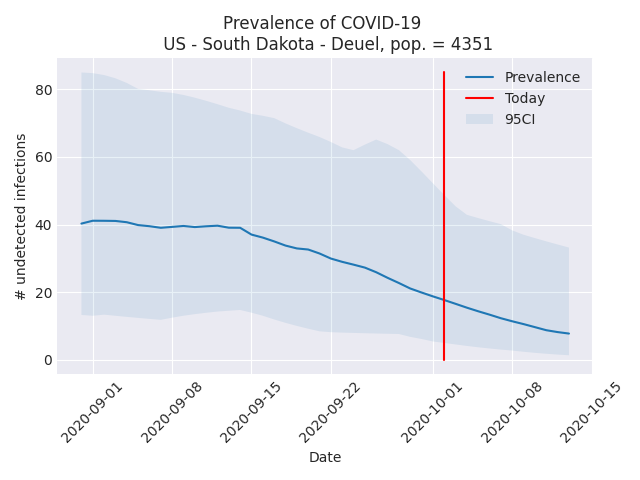 Prevalence of COVID-19
US - South Dakota - Deuel, pop. = 4351
Prevalence
Today
95CI
# undetected infections
80
60
40
20
0
2020-09-01
2020-09-08
2020-09-15
2020-09-22
2020-10-01
2020-10-08
2020-10-15
Date